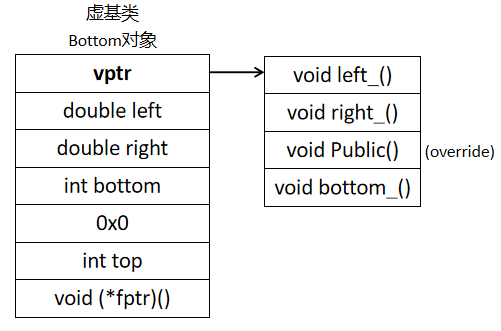 虚基类
Bottom对象
vptr
double left
double right
int bottom
0x0
int top
void (*fptr)()
void left_()
void right_()
void Public()
(override)
void bottom_()